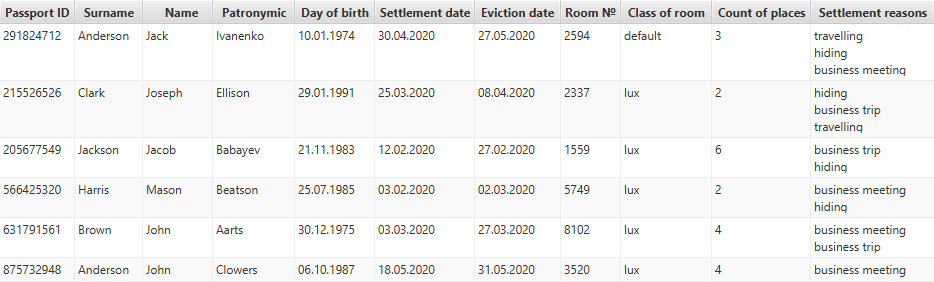 Passport ID Surname Name Patronymic Day of birth Settlement date Eviction date Room № Class of room Count of places Settlement reasons
291824712 Anderson Jack Ivanenko 10.01.1974 30.04.2020 27.05.2020 2594 default 3 travelling
hiding
business meeting
215526526 Clark Joseph Ellison 29.01.1991 25.03.2020 08.04.2020 2337 lux 2 hiding
business trip
travelling
205677549 Jackson Jacob Babayev 21.11.1983 12.02.2020 27.02.2020 1559 lux 6 business trip
hiding
566425320 Harris Mason Beatson 25.07.1985 03.02.2020 02.03.2020 5749 lux 2 business meeting
hiding
631791561 Brown John Aarts 30.12.1975 03.03.2020 27.03.2020 8102 lux 4 business meeting
business trip
875732948 Anderson John Clowers 06.10.1987 18.05.2020 31.05.2020 3520 lux 4 business meeting